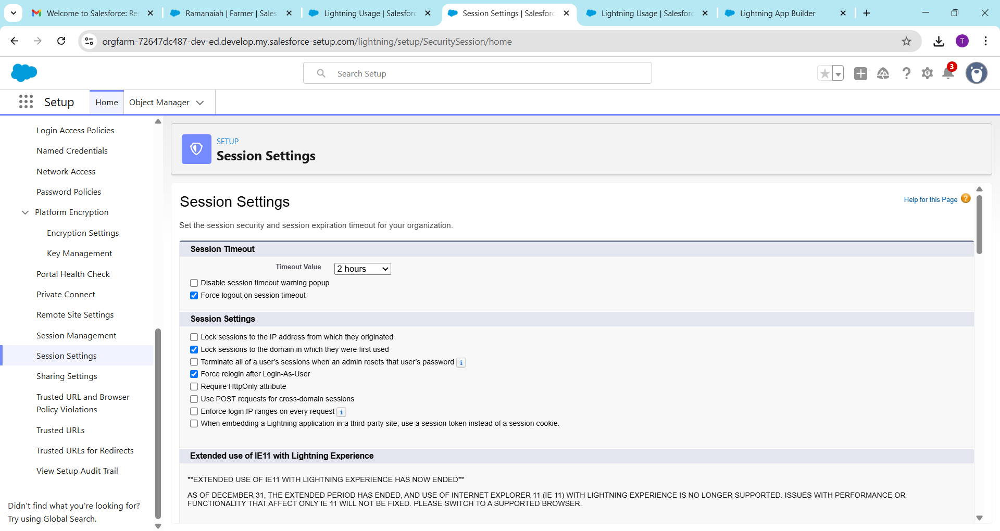 Welcome to Salesforce: Re
Ramanaiah | Farmer | Sales
Lightning Usage | Salesforc
Session Settings | Salesforc
Lightning Usage | Salesforc
Lightning App Builder
orgfarm-72647dc487-dev-ed.develop.my.salesforce-setup.com/lightning/setup/SecuritySession/home
T
Search Setup
3
Setup
Home
Object Manager
Login Access Policies
Named Credentials
Network Access
Password Policies
Platform Encryption
Encryption Settings
Key Management
Portal Health Check
Private Connect
Remote Site Settings
Session Management
Session Settings
Sharing Settings
Trusted URL and Browser
Policy Violations
Trusted URLs
Trusted URLs for Redirects
View Setup Audit Trail
Didn't find what you're looking for?
Try using Global Search.
SETUP
Session Settings
Session Settings
Help for this Page
Set the session security and session expiration timeout for your organization.
Session Timeout
Timeout Value 2 hours
Disable session timeout warning popup
Force logout on session timeout
Session Settings
Lock sessions to the IP address from which they originated
Lock sessions to the domain in which they were first used
Terminate all of a user's sessions when an admin resets that user's password
Force relogin after Login-As-User
Require HttpOnly attribute
Use POST requests for cross-domain sessions
Enforce login IP ranges on every request
When embedding a Lightning application in a third-party site, use a session token instead of a session cookie.
Extended use of IE11 with Lightning Experience
**EXTENDED USE OF IE11 WITH LIGHTNING EXPERIENCE HAS NOW ENDED**
AS OF DECEMBER 31, THE EXTENDED PERIOD HAS ENDED, AND USE OF INTERNET EXPLORER 11 (IE 11) WITH LIGHTNING EXPERIENCE IS NO LONGER SUPPORTED. ISSUES WITH PERFORMANCE OR
FUNCTIONALITY THAT AFFECT ONLY IE 11 WILL NOT BE FIXED. PLEASE SWITCH TO A SUPPORTED BROWSER.